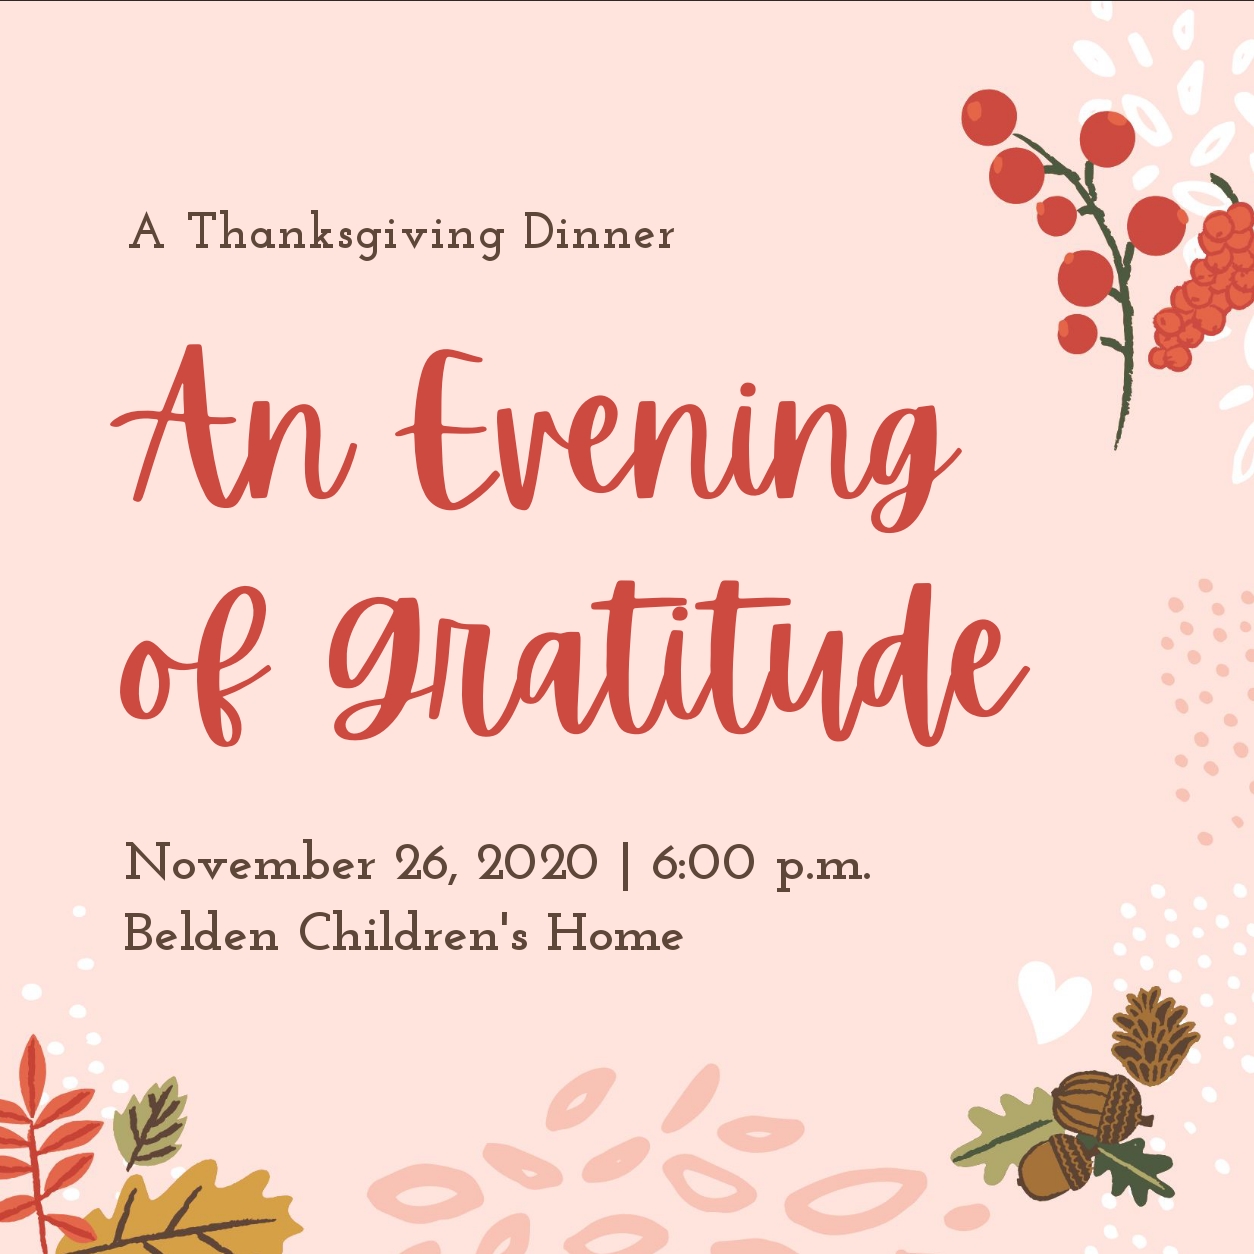 A Thanksgiving Dinner
An Evening
of Gratitude
November 26, 2020 | 6:00 p.m.
Belden Children's Home